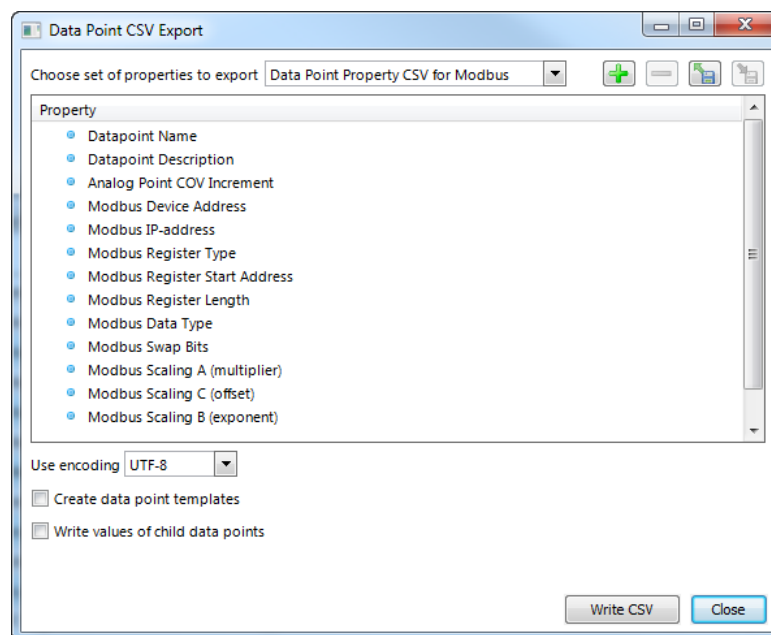 Data Point CSV Export
Choose set of properties to export Data Point Property CSV for Modbus
Property
Datapoint Name
Datapoint Description
Analog Point COV Increment
Modbus Device Address
Modbus IP-address
Modbus Register Type
Modbus Register Start Address
Modbus Register Length
Modbus Data Type
Modbus Swap Bits
Modbus Scaling A (multiplier)
Modbus Scaling C (offset)
Modbus Scaling B (exponent)
Use encoding UTF-8
Create data point templates
Write values of child data points
Write CSV Close